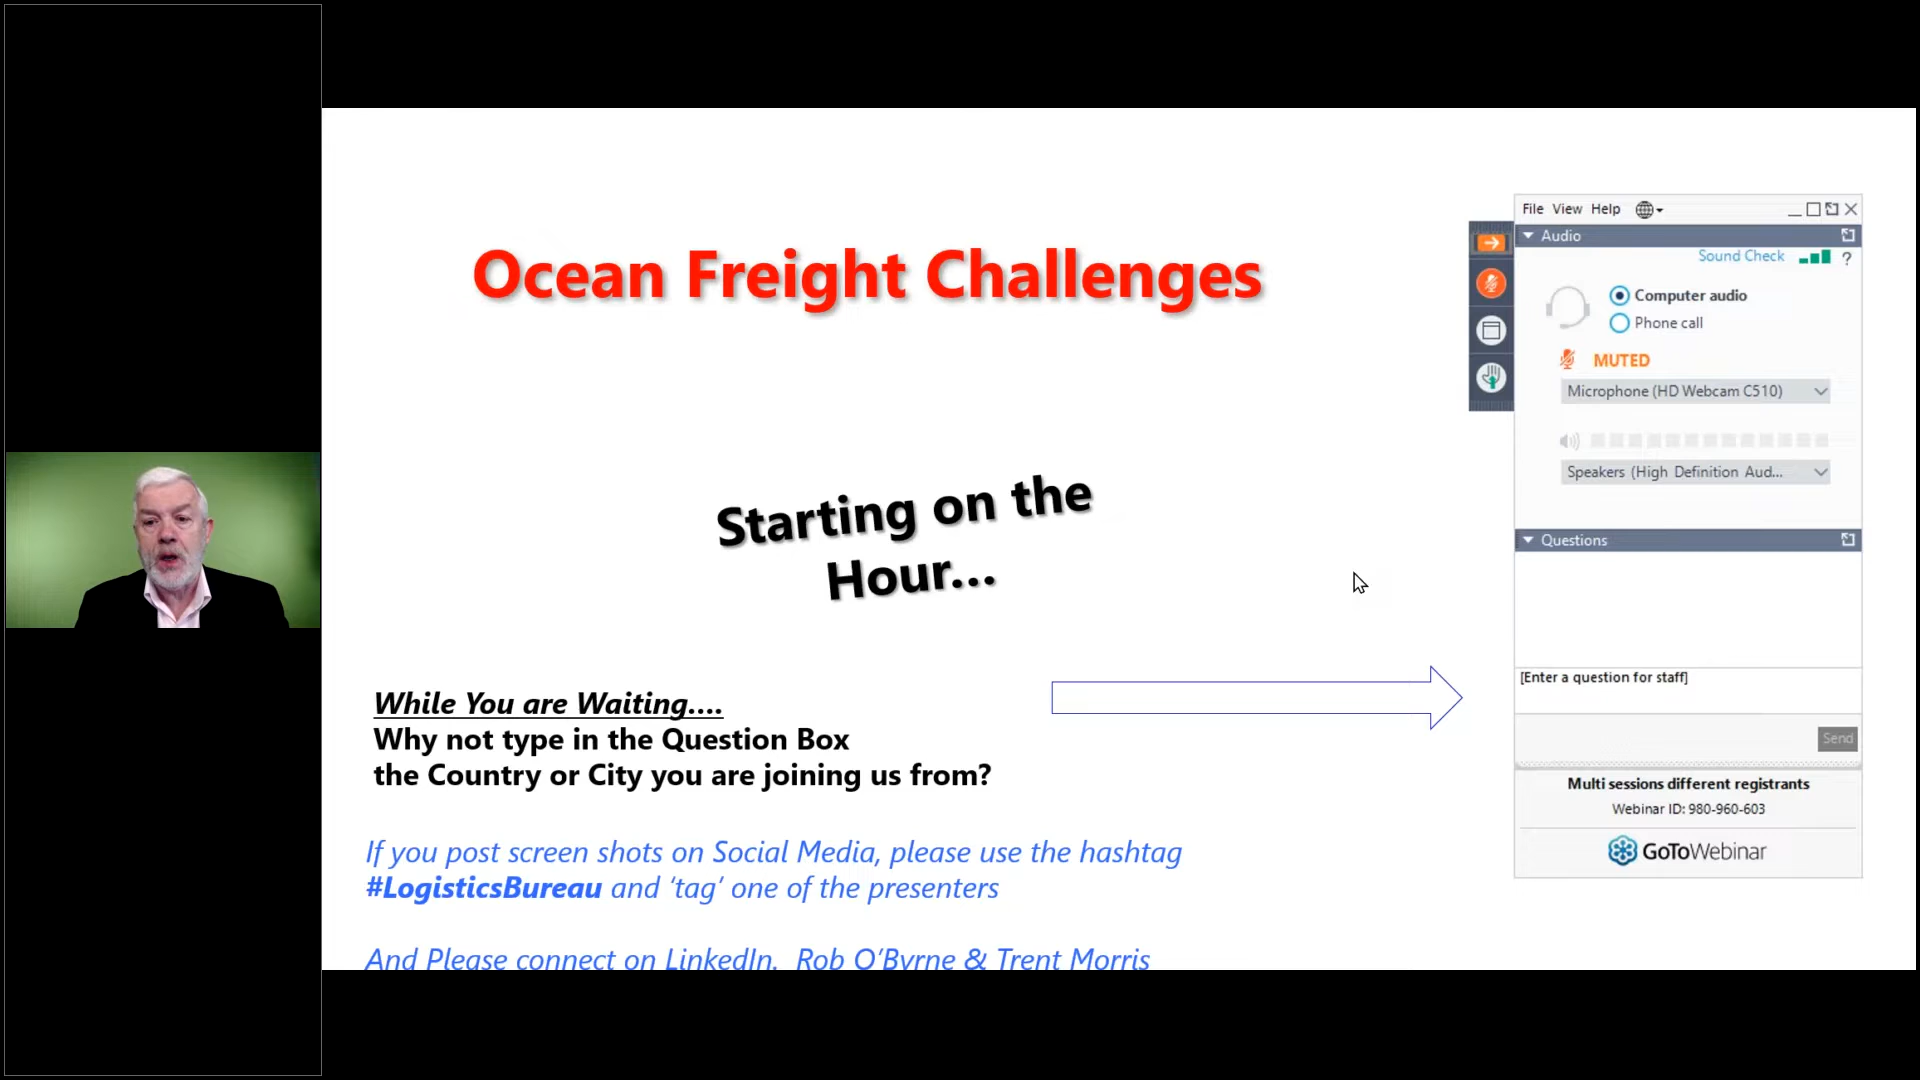 Ocean Freight Challenges
Starting on the
Hour...
While You are Waiting....
Why not type in the Question Box
the Country or City you are joining us from?
If you post screen shots on Social Media, please use the hashtag
#LogisticsBureau and ‘tag’ one of the presenters
And Please connect on LinkedIn.  Rob O’Byrne & Trent Morris
File View Help
Audio
Sound Check
?
Computer audio
Phone call
MUTED
Microphone (HD Webcam C510)
Speakers (High Definition Aud...
Questions
[Enter a question for staff]
Send
Multi sessions different registrants
Webinar ID: 980-960-603
GoToWebinar